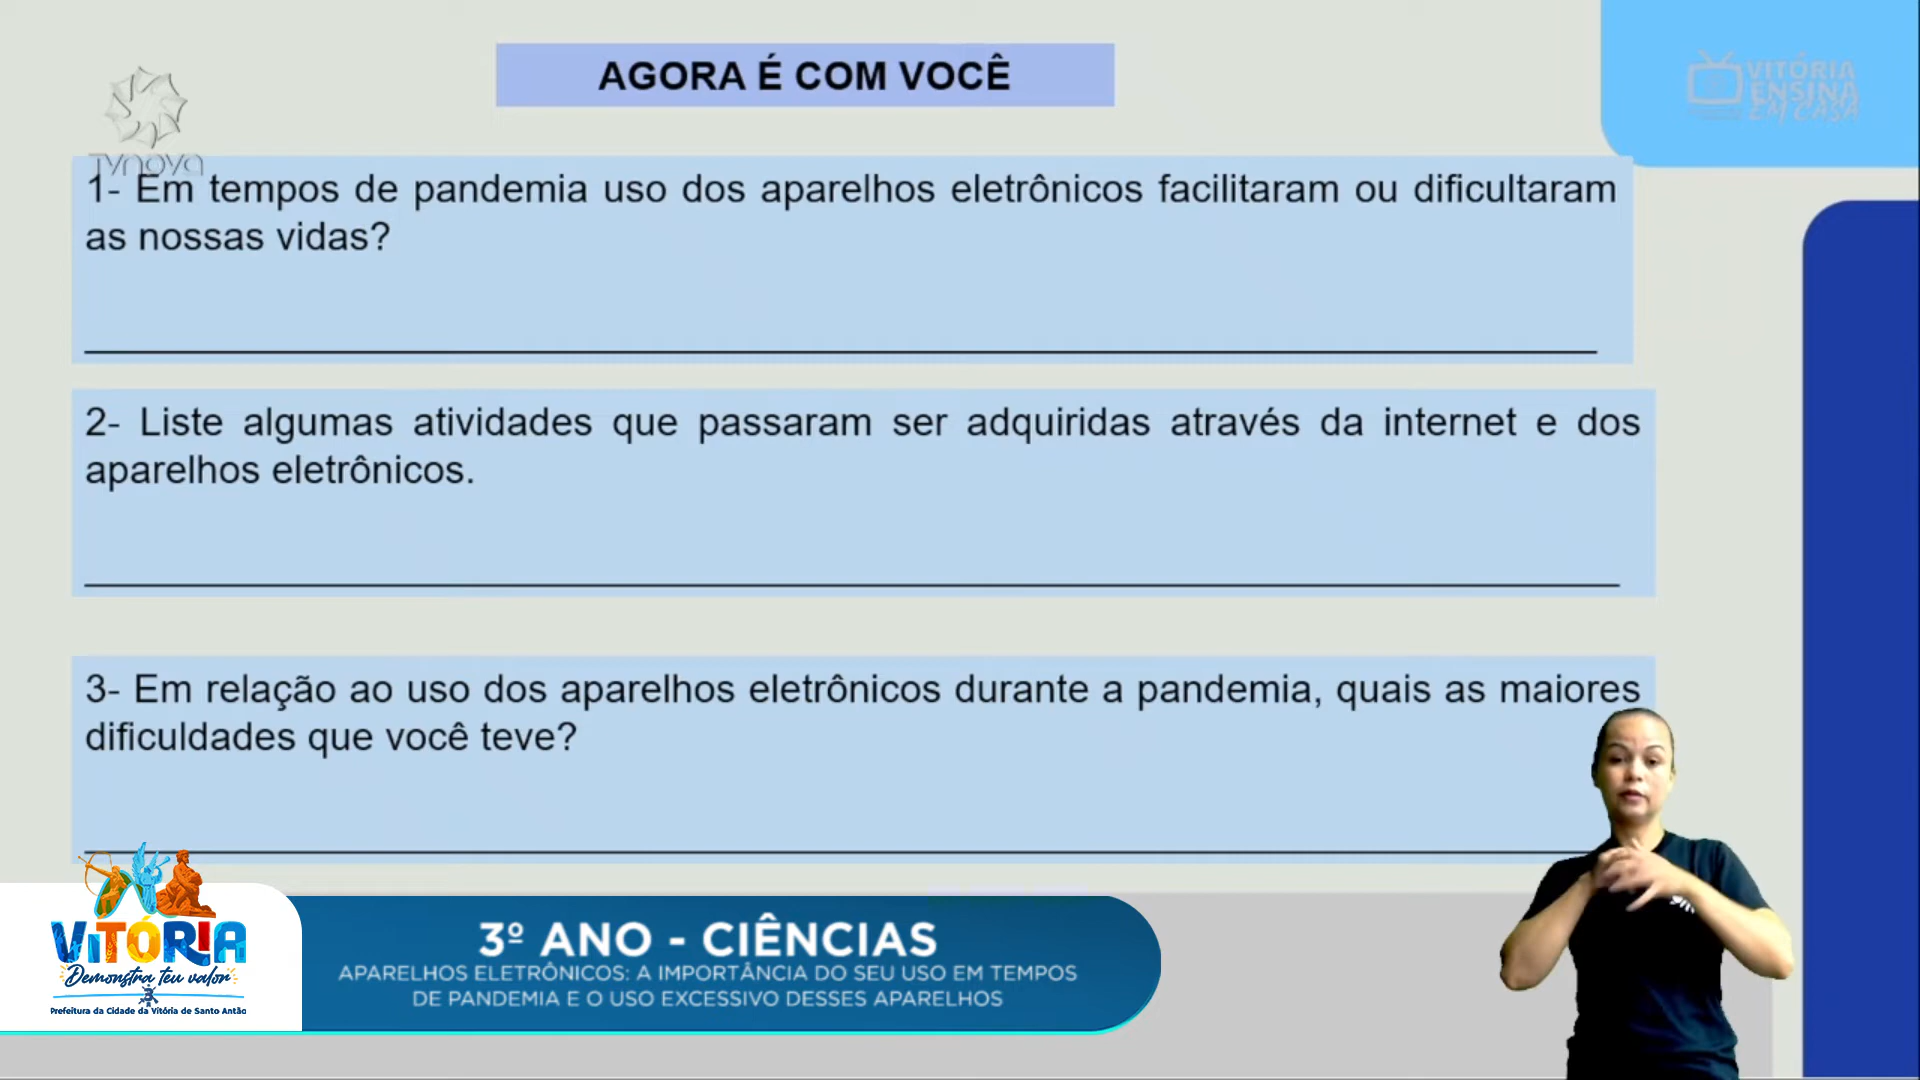 AGORA É COM VOCÊ
VITÓRIA
ENSINA
EM CASA
TVNova
1- Em tempos de pandemia uso dos aparelhos eletrônicos facilitaram ou dificultaram
as nossas vidas?
2- Liste algumas atividades que passaram ser adquiridas através da internet e dos
aparelhos eletrônicos.
3- Em relação ao uso dos aparelhos eletrônicos durante a pandemia, quais as maiores
dificuldades que você teve?
VITÓRIA
Demonstra teu valor
Prefeitura da Cidade da Vitória de Santo Antão
3º ANO - CIÊNCIAS
APARELHOS ELETRÔNICOS: A IMPORTÂNCIA DO SEU USO EM TEMPOS
DE PANDEMIA E O USO EXCESSIVO DESSES APARELHOS